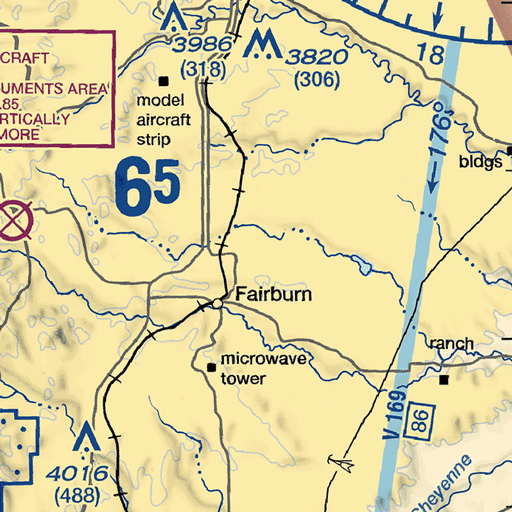 CRAFT
UMENTS AREA
85
RTICALLY
MORE
3986
(318)
3820
(306)
18
176°
model
aircraft
strip
bldgs
65
Fairburn
ranch
microwave
tower
V 169
86
4016
(488)
Cheyenne